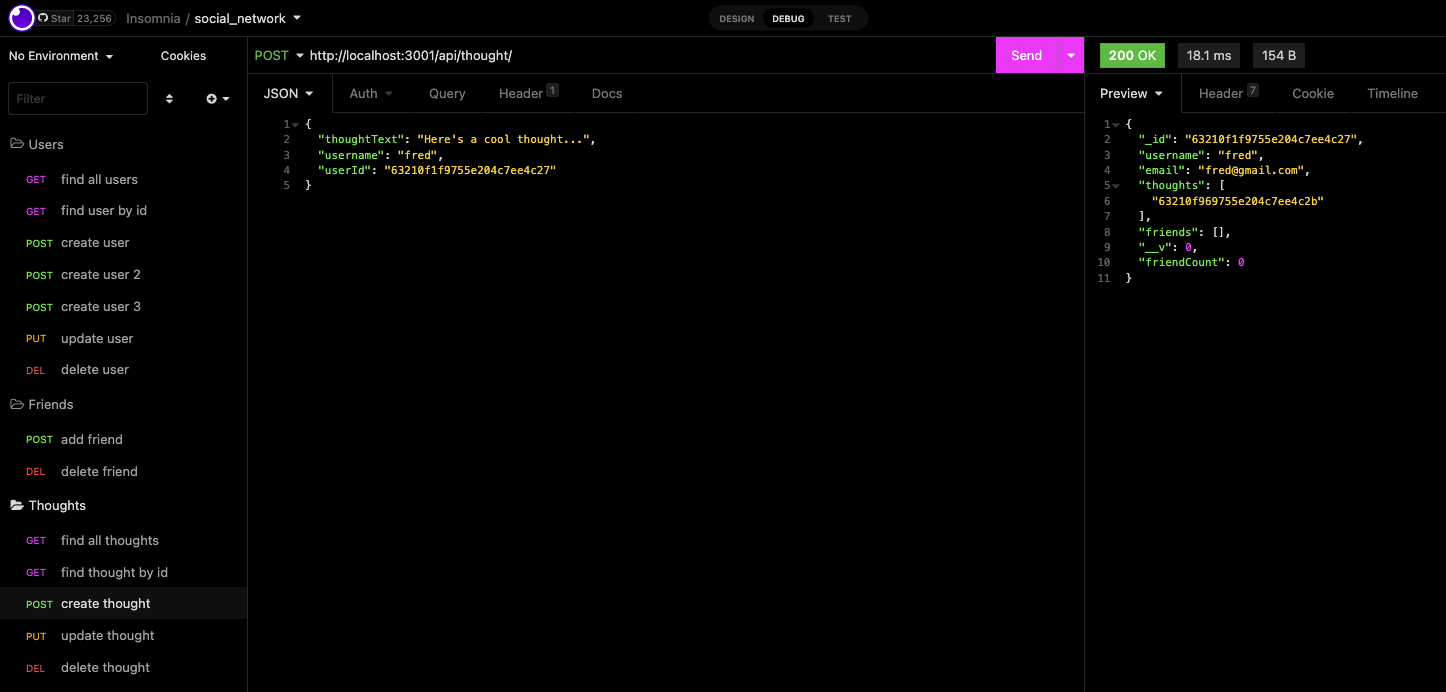 Star 23,256 Insomnia / social_network DESIGN DEBUG TEST
No Environment Cookies
Filter
Users
GET find all users
GET find user by id
POST create user
POST create user 2
POST create user 3
PUT update user
DEL delete user
Friends
POST add friend
DEL delete friend
Thoughts
GET find all thoughts
GET find thought by id
POST create thought
PUT update thought
DEL delete thought
POST http://localhost:3001/api/thought/ Send
JSON Auth Query Header 1 Docs
1 {
2 "thoughtText": "Here's a cool thought...",
3 "username": "fred",
4 "userId": "63210f1f9755e204c7ee4c27"
5 }
200 OK 18.1 ms 154 B
Preview Header 7 Cookie Timeline
1 {
2 "_id": "63210f1f9755e204c7ee4c27",
3 "username": "fred",
4 "email": "fred@gmail.com",
5 "thoughts": [
6 "63210f969755e204c7ee4c2b"
7 ],
8 "friends": [],
9 "__v": 0,
10 "friendCount": 0
11 }